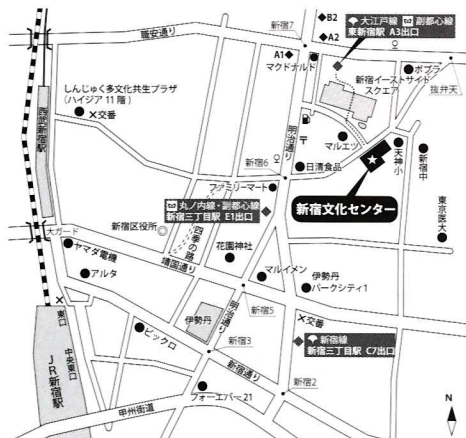 新宿7
B2
A2
A1
大江戸線 副都心線
東新宿駅 A3出口
職安通り
マクドナルド
ポプラ
抜弁天
新宿イーストサイド
スクエア
しんじゅく多文化共生プラザ
(ハイジア 11 階)
交番
西武新宿駅
明治通り
マルエツ
天神小
新宿中
日清食品
新宿6
ファミリーマート
新宿文化センター
東京医大
丸ノ内線・副都心線
新宿三丁目駅 E1出口
新宿区役所
四季の路
花園神社
大ガード
ヤマダ電機
靖国通り
アルタ
マルイメン
伊勢丹
パークシティ1
伊勢丹
明治通り
新宿5
交番
東口
中央東口
ビックロ
新宿3
新宿通り
新宿線
新宿三丁目駅 C7出口
JR新宿駅
フォーエバー21
新宿2
甲州街道
N